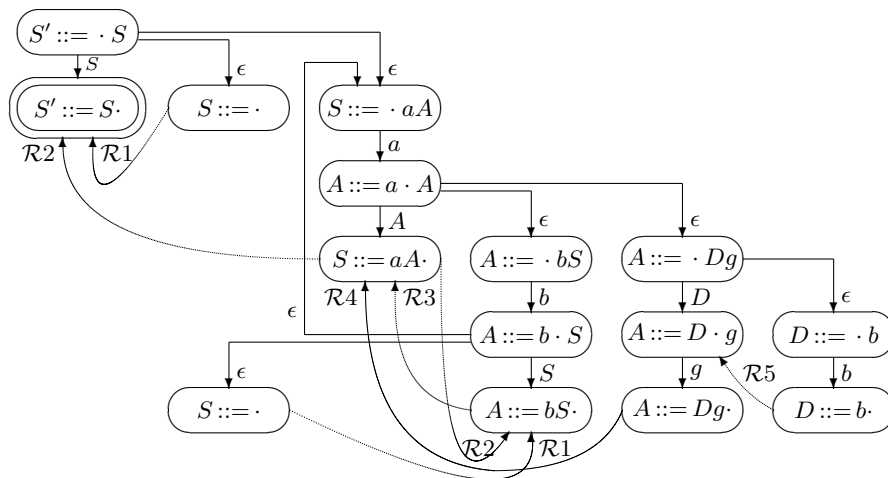 S′ ::= · S
S
ϵ
ϵ
S′ ::= S·
S ::= ·
S ::= · aA
R2
R1
a
A ::= a · A
A
ϵ
ϵ
S ::= aA·
A ::= · bS
A ::= · Dg
R4
R3
b
D
ϵ
ϵ
A ::= b · S
A ::= D · g
D ::= · b
ϵ
S
g
R5
b
S ::= ·
A ::= bS·
A ::= Dg·
D ::= b·
R2
R1